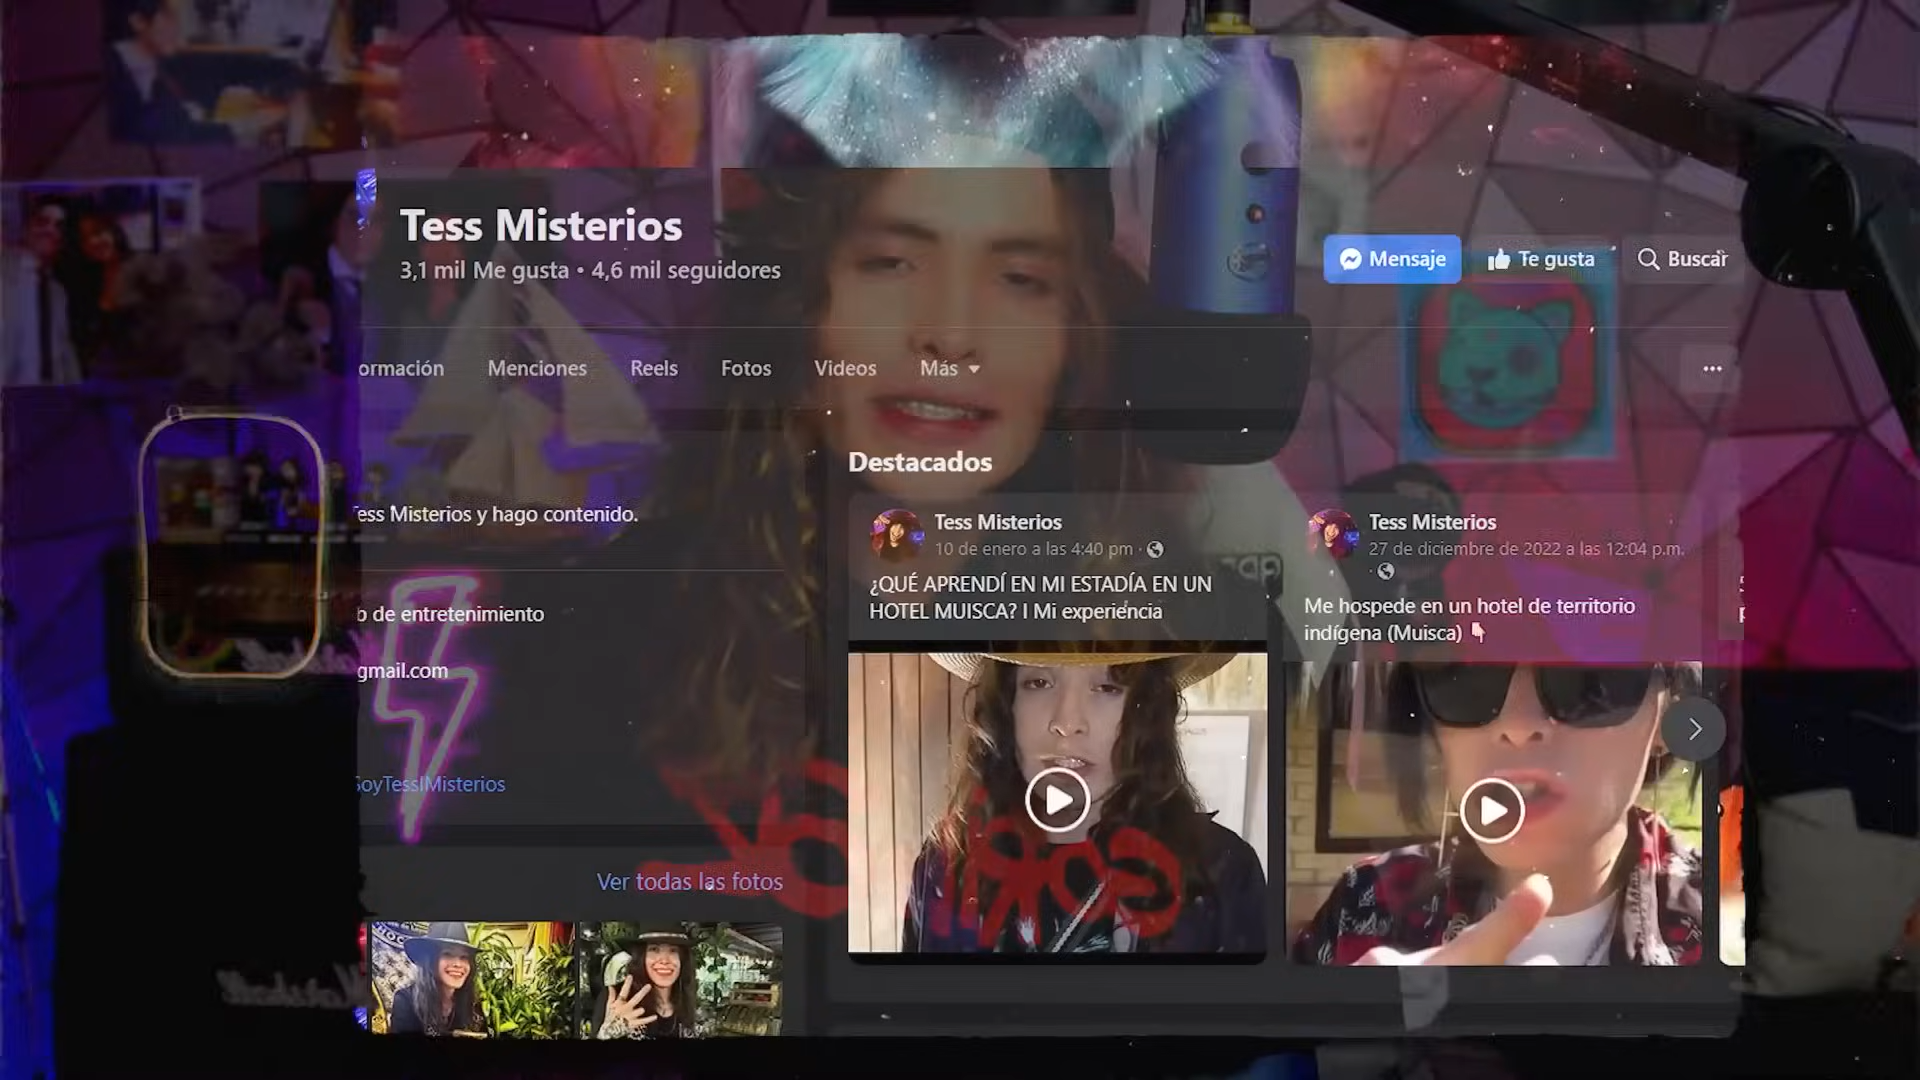 Tess Misterios
3,1 mil Me gusta • 4,6 mil seguidores
Mensaje
Te gusta
Buscar
ormación
Menciones
Reels
Fotos
Videos
Más
Destacados
ess Misterios y hago contenido.
b de entretenimiento
gmail.com
SoyTess|Misterios
Ver todas las fotos
Tess Misterios
10 de enero a las 4:40 pm ·
¿QUÉ APRENDÍ EN MI ESTADÍA EN UN
HOTEL MUISCA? I Mi experiencia
Tess Misterios
27 de diciembre de 2022 a las 12:04 p.m.
·
Me hospede en un hotel de territorio
indígena (Muisca)